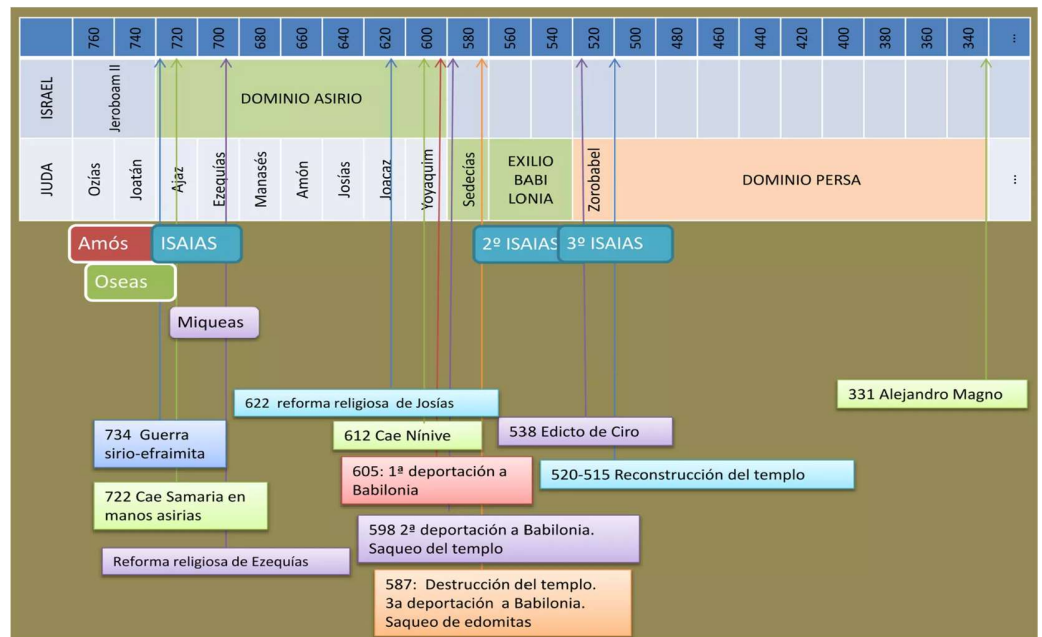 760 740 720 700 680 660 640 620 600 580 560 540 520 500 480 460 440 420 400 380 360 340 ...
ISRAEL
Jeroboam II
DOMINIO ASIRIO
JUDA
Ozías
Joatán
Ajaz
Ezequías
Manasés
Amón
Josías
Joacaz
Yoyaquim
Sedecías
EXILIO
BABI
LONIA
Zorobabel
DOMINIO PERSA
...
Amós
ISAIAS
2º ISAIAS
3º ISAIAS
Oseas
Miqueas
331 Alejandro Magno
622 reforma religiosa de Josías
734 Guerra
sirio-efraimita
612 Cae Nínive
538 Edicto de Ciro
605: 1ª deportación a
Babilonia
520-515 Reconstrucción del templo
722 Cae Samaria en
manos asirias
598 2ª deportación a Babilonia.
Saqueo del templo
Reforma religiosa de Ezequías
587: Destrucción del templo.
3a deportación a Babilonia.
Saqueo de edomitas